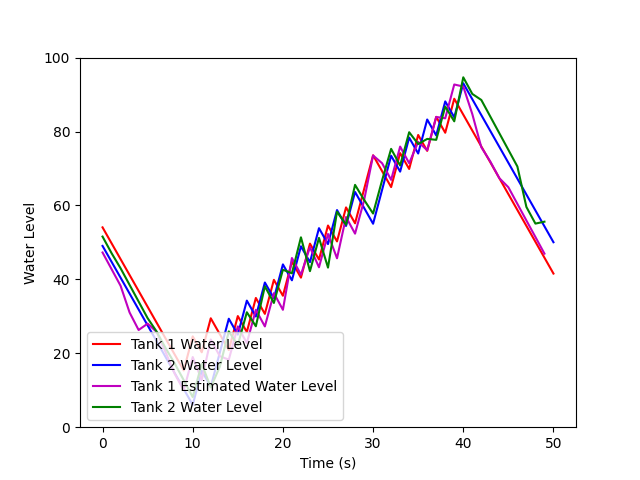 100
80
60
40
20
0
Water Level
Tank 1 Water Level
Tank 2 Water Level
Tank 1 Estimated Water Level
Tank 2 Water Level
0 10 20 30 40 50
Time (s)